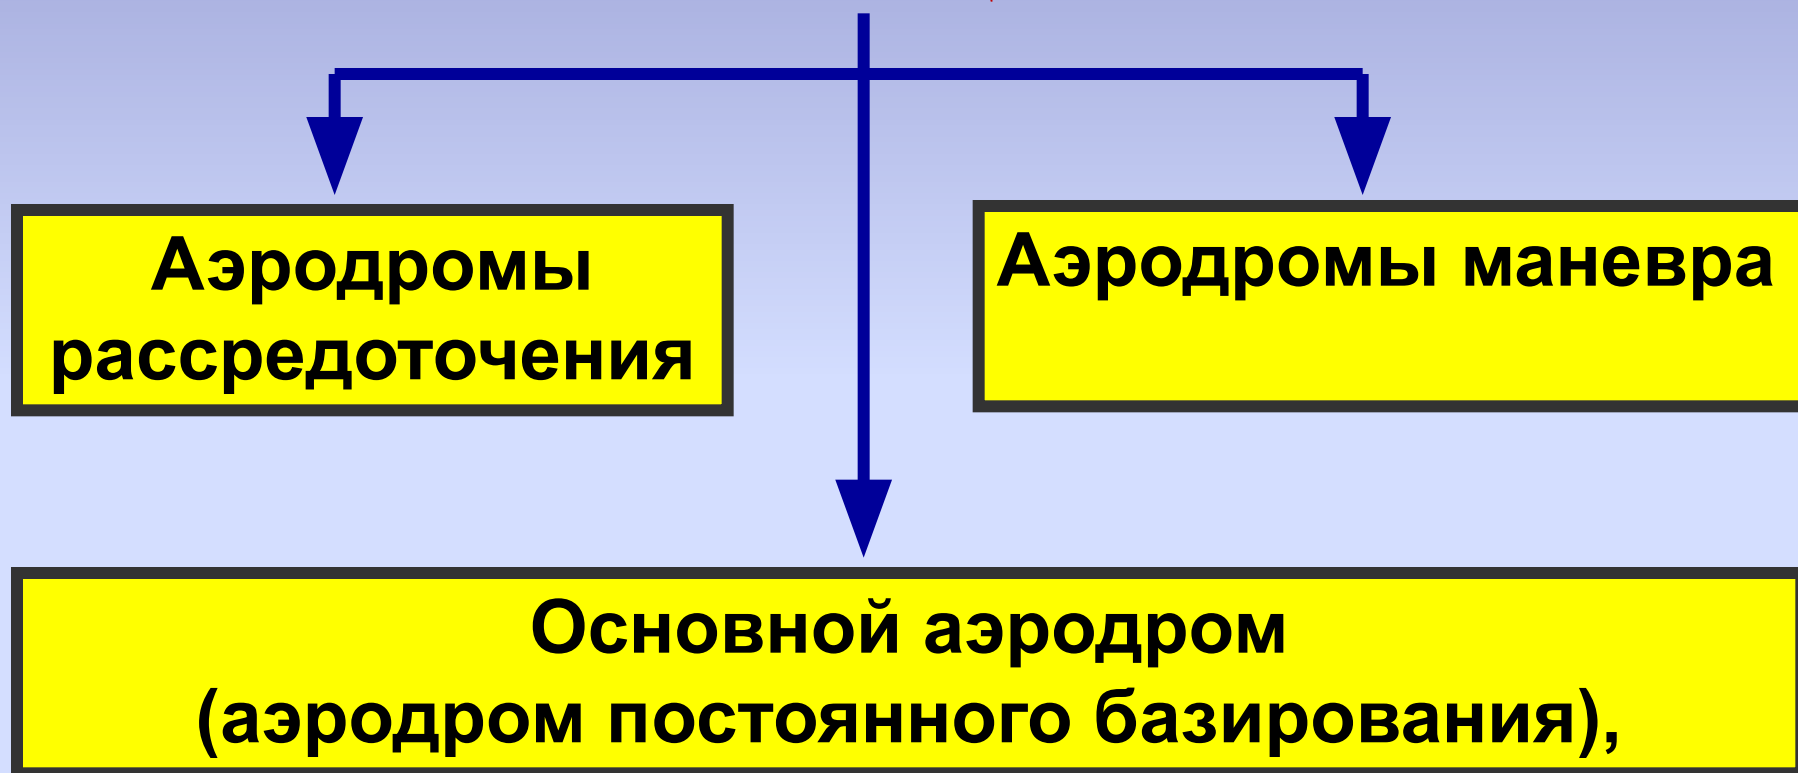 Аэродромы
рассредоточения
Аэродромы маневра
Основной аэродром
(аэродром постоянного базирования),